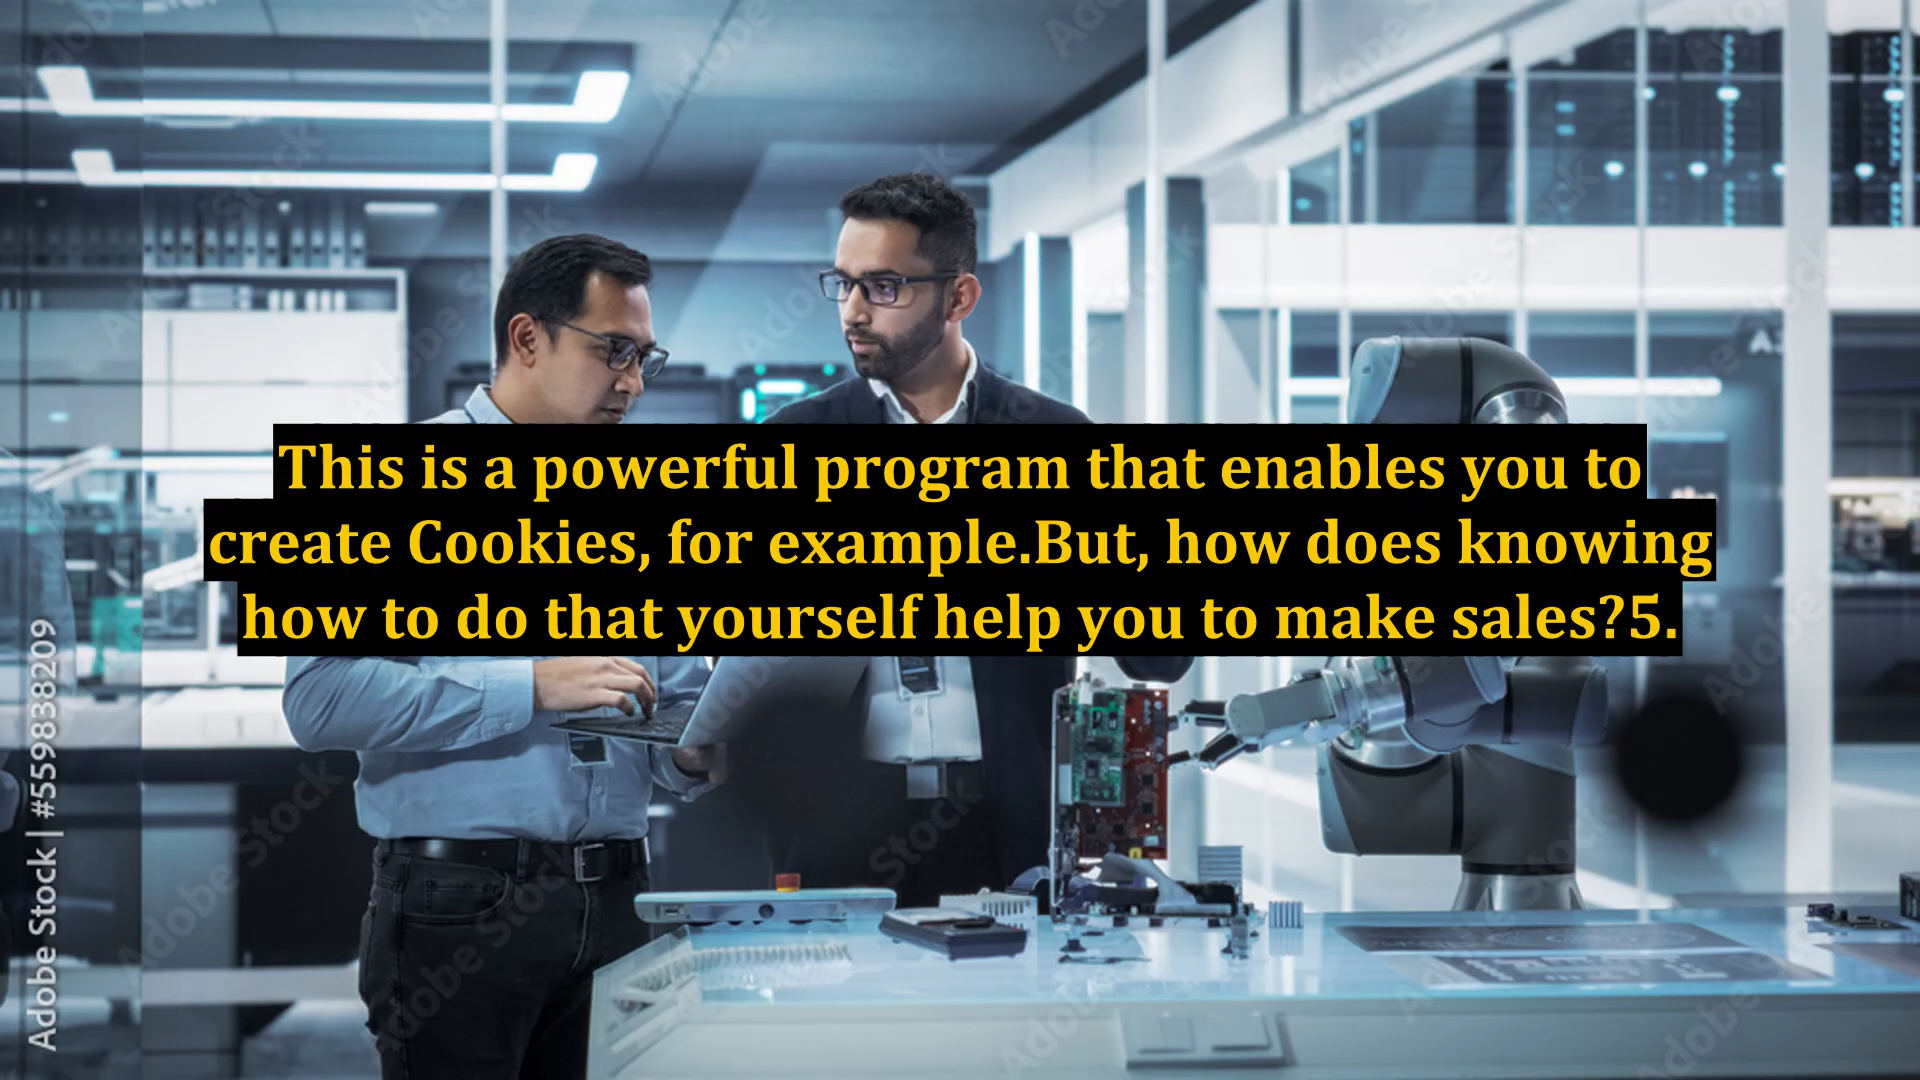 This is a powerful program that enables you to
create Cookies, for example.But, how does knowing
how to do that yourself help you to make sales?5.
Adobe Stock | #559838209